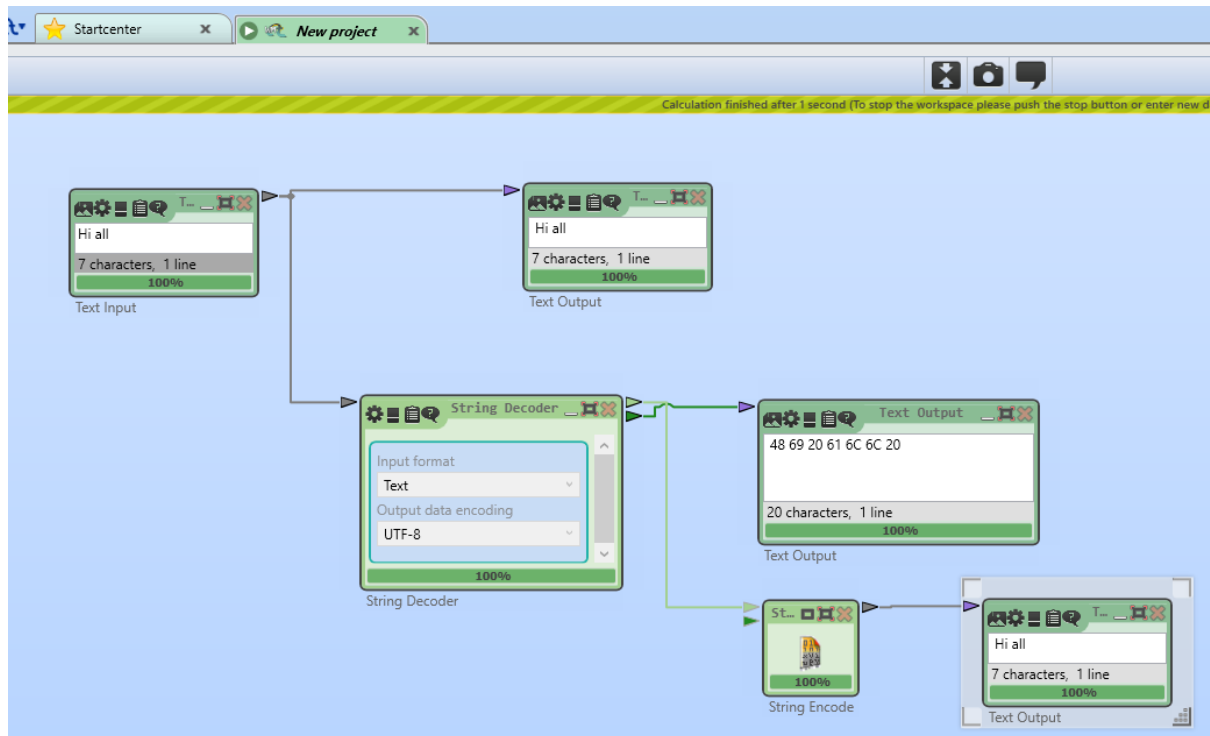 Startcenter
New project
Calculation finished after 1 second (To stop the workspace please push the stop button or enter new d
T...
Hi all
7 characters, 1 line
100%
Text Input
T...
Hi all
7 characters, 1 line
100%
Text Output
String Decoder
Input format
Text
Output data encoding
UTF-8
100%
String Decoder
Text Output
48 69 20 61 6C 6C 20
20 characters, 1 line
100%
Text Output
St...
100%
String Encode
T...
Hi all
7 characters, 1 line
100%
Text Output